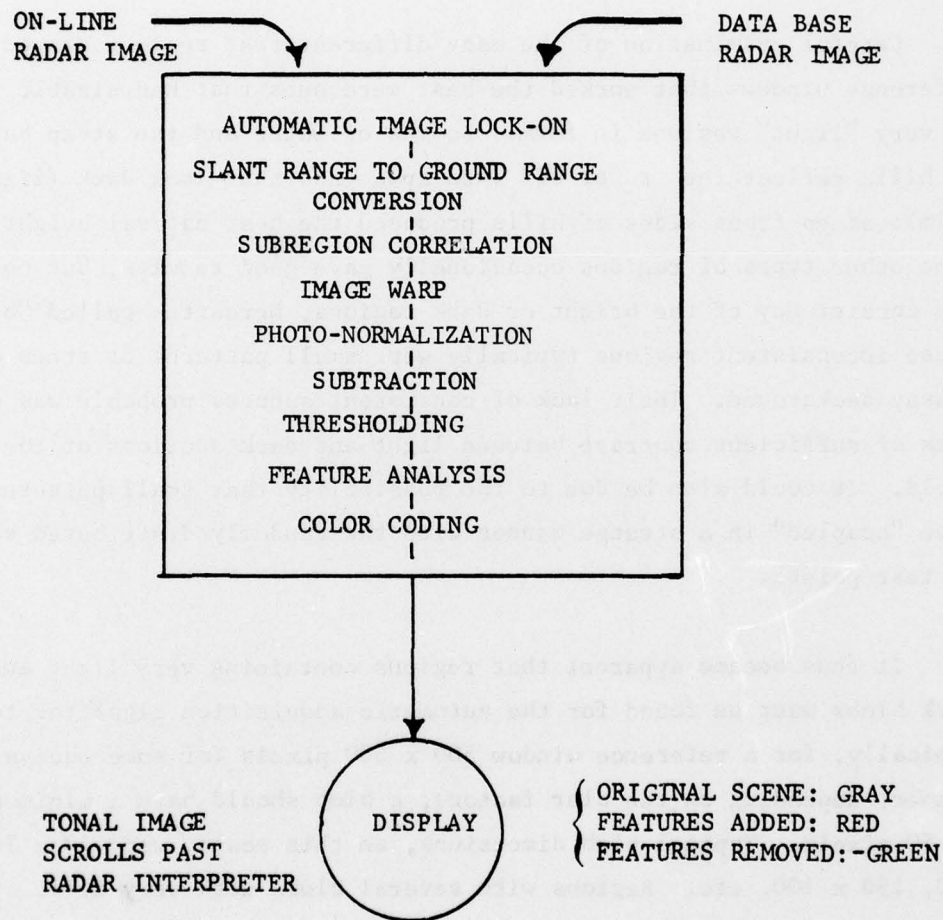 ON-LINE
RADAR IMAGE
DATA BASE
RADAR IMAGE
AUTOMATIC IMAGE LOCK-ON
SLANT RANGE TO GROUND RANGE
CONVERSION
SUBREGION CORRELATION
IMAGE WARP
PHOTO-NORMALIZATION
SUBTRACTION
THRESHOLDING
FEATURE ANALYSIS
COLOR CODING
TONAL IMAGE
SCROLLS PAST
RADAR INTERPRETER
DISPLAY
ORIGINAL SCENE: GRAY
FEATURES ADDED: RED
FEATURES REMOVED: GREEN